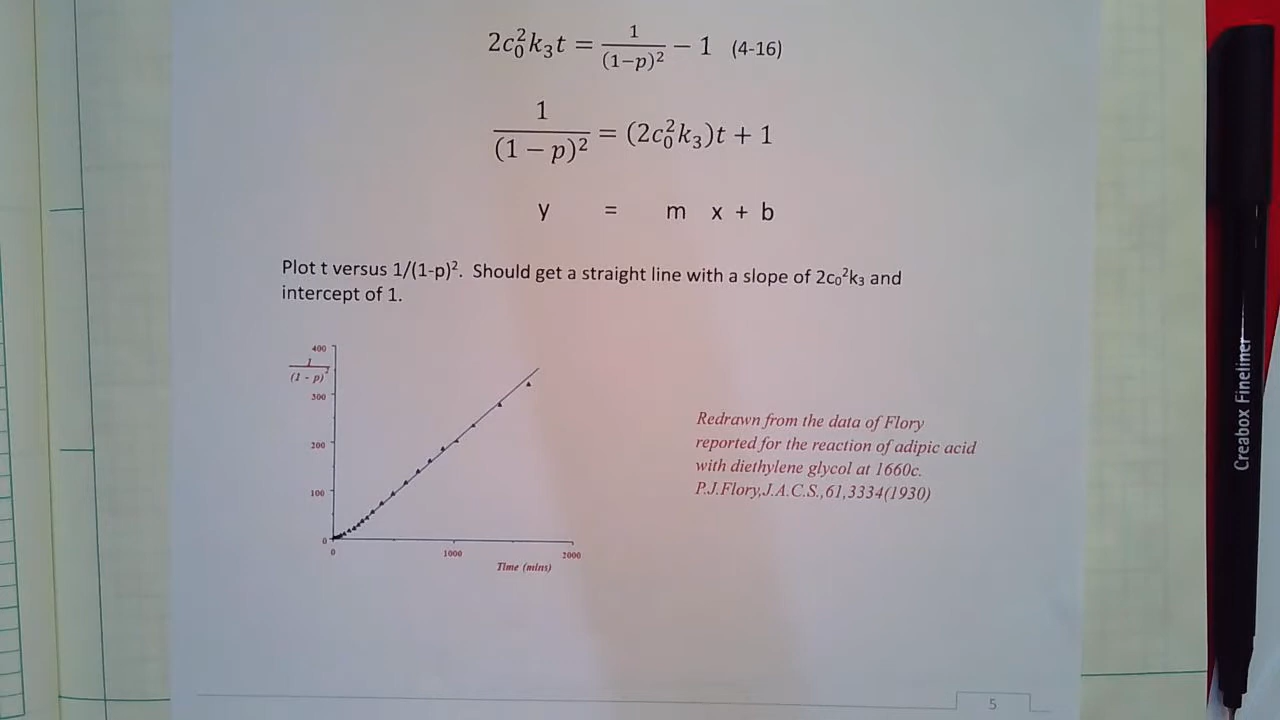 2c₀²k₃t = 1/(1−p)² − 1 (4-16)
1/(1 − p)² = (2c₀²k₃)t + 1
y = m x + b
Plot t versus 1/(1-p)². Should get a straight line with a slope of 2c₀²k₃ and
intercept of 1.
400
1/(1 - p)²
300
200
100
0
0 1000 2000
Time (mins)
Redrawn from the data of Flory
reported for the reaction of adipic acid
with diethylene glycol at 1660c.
P.J.Flory,J.A.C.S.,61,3334(1930)
5
Creabox Fineliner